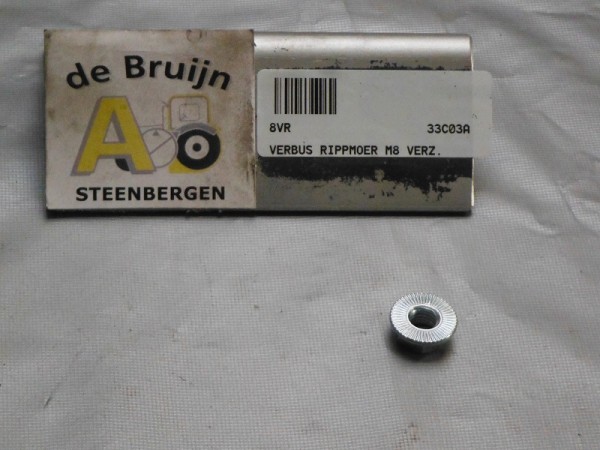 de Bruijn
A
STEENBERGEN
8VR 33C03A
VERBUS RIPPMOER M8 VERZ.